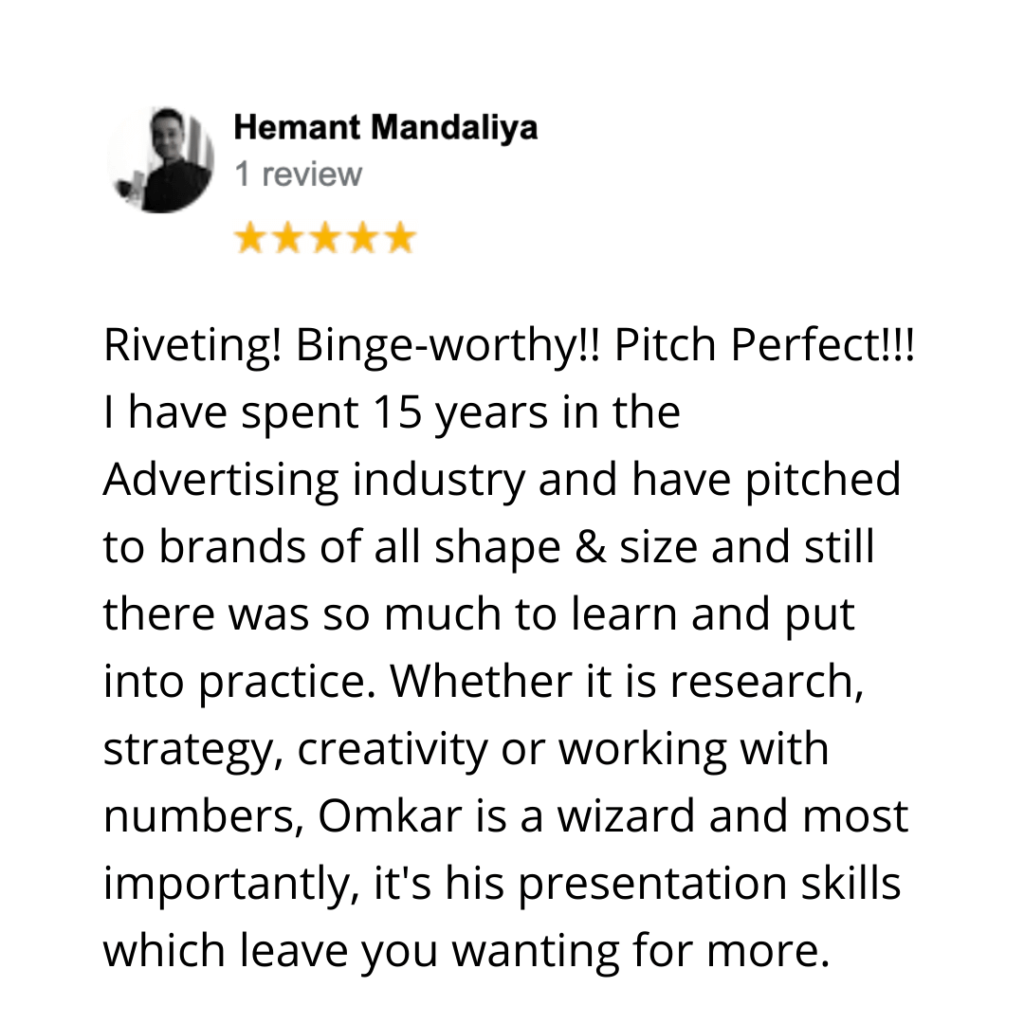 Hemant Mandaliya
1 review
Riveting! Binge-worthy!! Pitch Perfect!!!
I have spent 15 years in the
Advertising industry and have pitched
to brands of all shape & size and still
there was so much to learn and put
into practice. Whether it is research,
strategy, creativity or working with
numbers, Omkar is a wizard and most
importantly, it's his presentation skills
which leave you wanting for more.